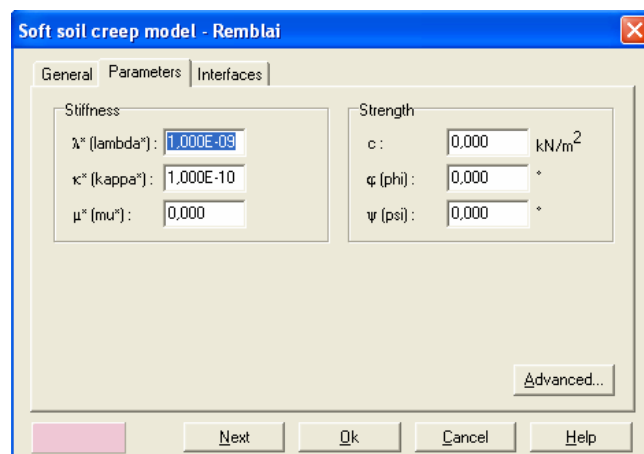 Soft soil creep model - Remblai
General Parameters Interfaces
Stiffness
λ* (lambda*) : 1,000E-09
κ* (kappa*) : 1,000E-10
μ* (mu*) : 0,000
Strength
c : 0,000 kN/m²
φ (phi) : 0,000 °
ψ (psi) : 0,000 °
Advanced...
Next Ok Cancel Help